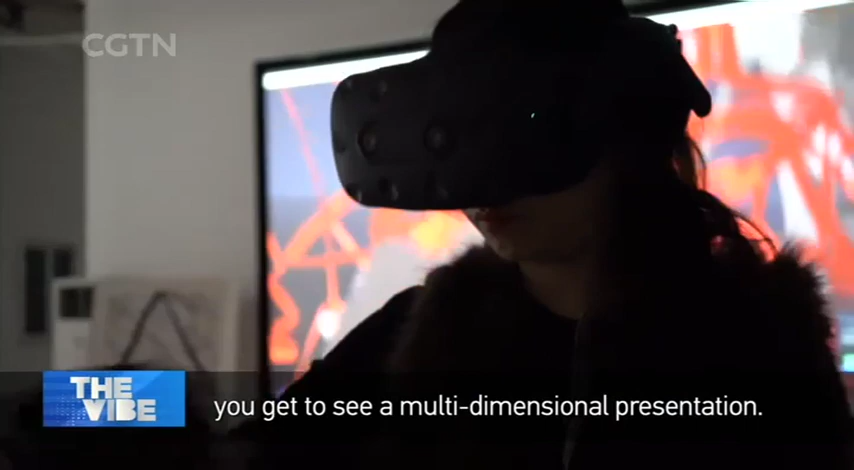 CGTN
THE
VIBE
you get to see a multi-dimensional presentation.